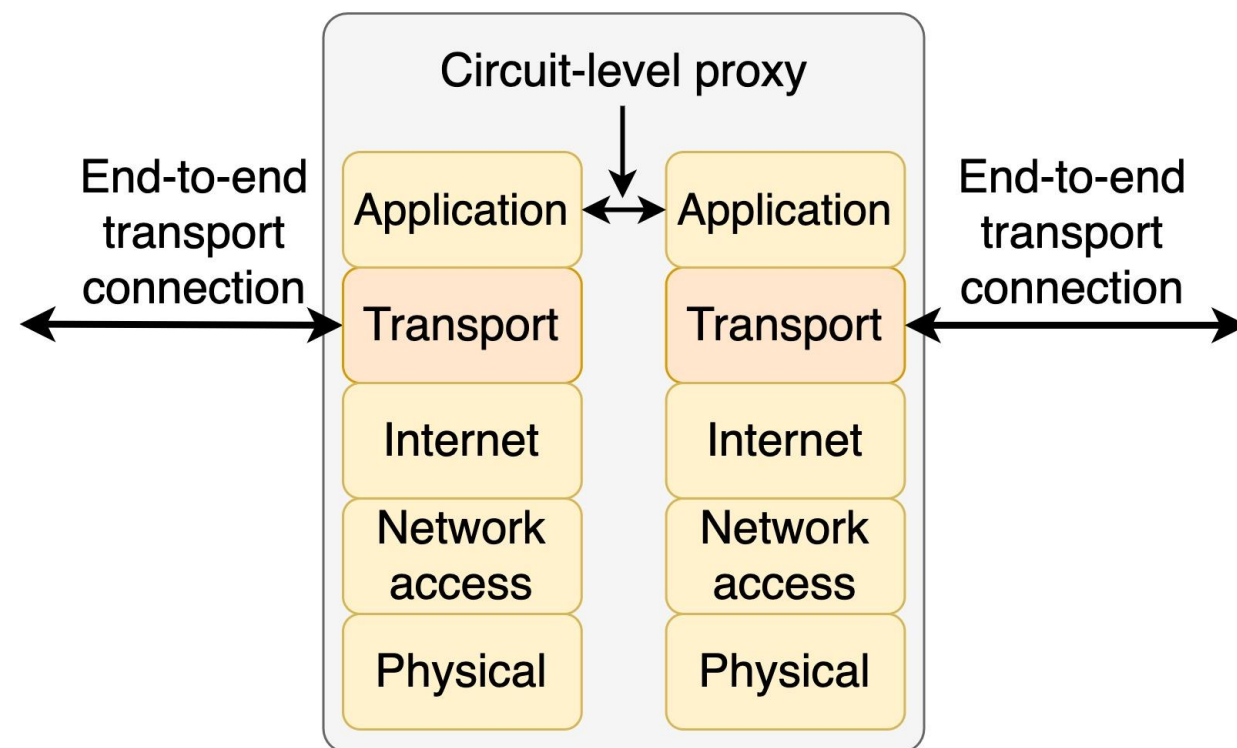 Circuit-level proxy
End-to-end
transport
connection
Application
Application
End-to-end
transport
connection
Transport
Transport
Internet
Internet
Network
access
Network
access
Physical
Physical